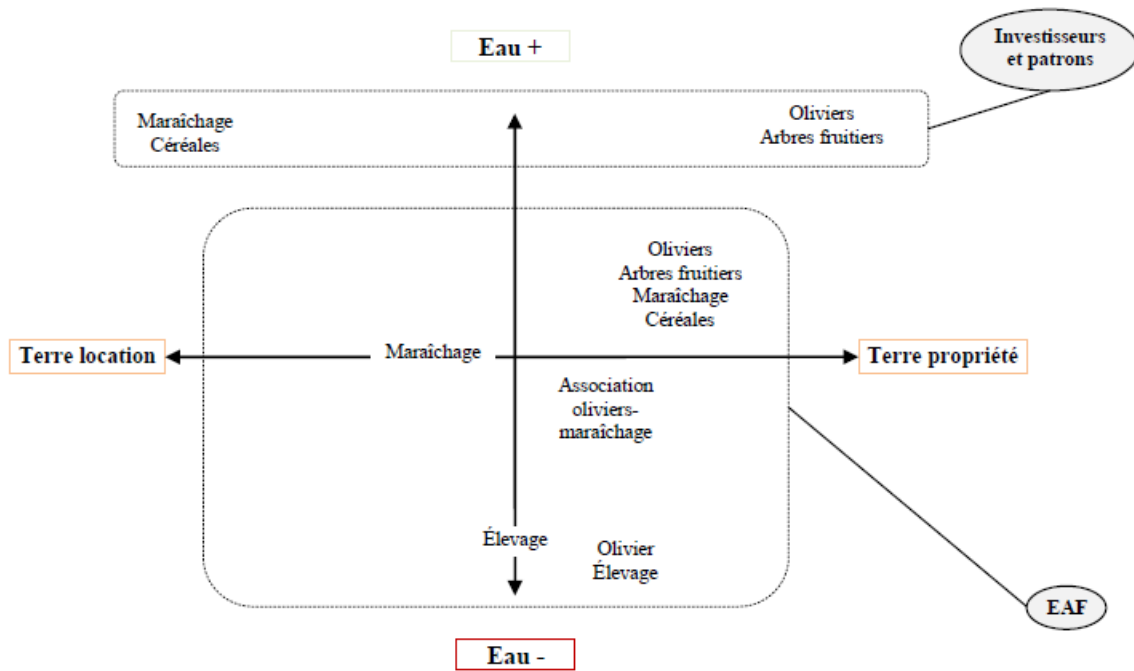 Investisseurs
et patrons
Eau +
Maraîchage
Céréales
Oliviers
Arbres fruitiers
Oliviers
Arbres fruitiers
Maraîchage
Céréales
Terre location
Maraîchage
Terre propriété
Association
oliviers-
maraîchage
Élevage
Olivier
Élevage
EAF
Eau -